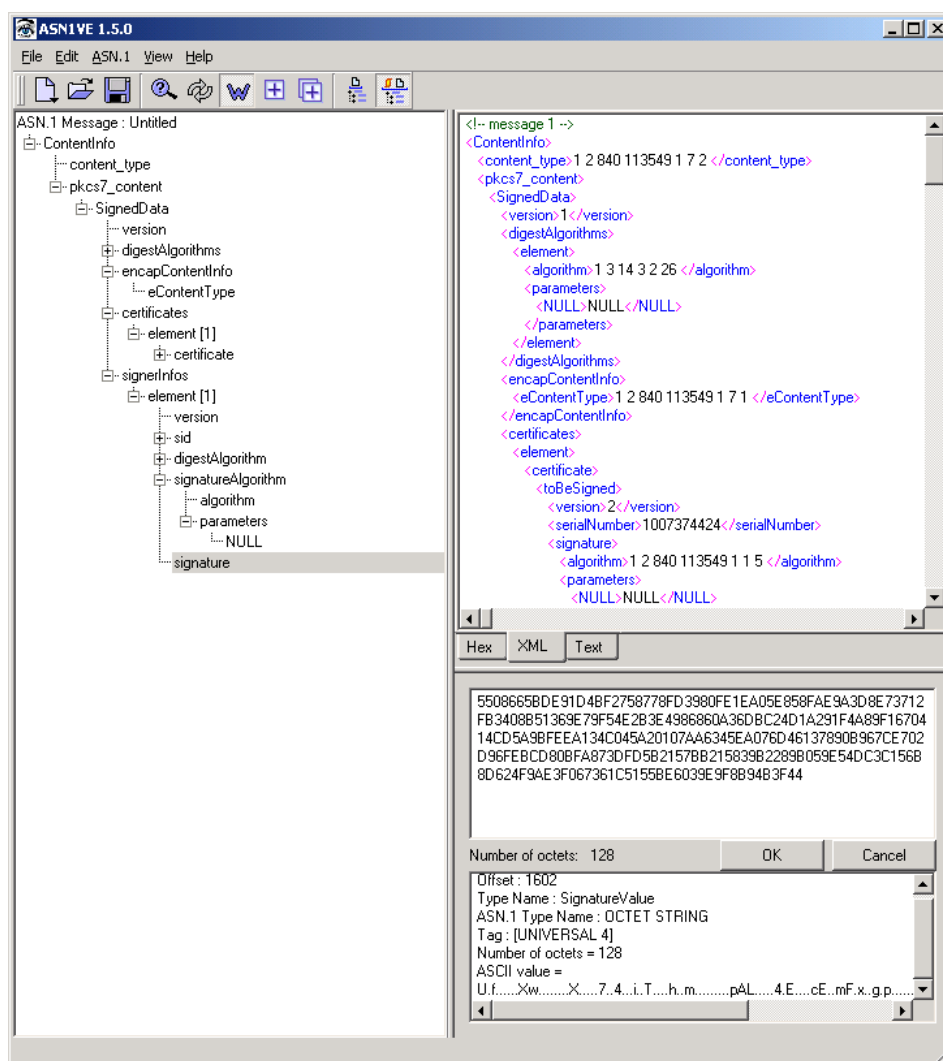 ASN1VE 1.5.0
File Edit ASN.1 View Help
ASN.1 Message : Untitled
ContentInfo
content_type
pkcs7_content
SignedData
version
digestAlgorithms
encapContentInfo
eContentType
certificates
element [1]
certificate
signerInfos
element [1]
version
sid
digestAlgorithm
signatureAlgorithm
algorithm
parameters
NULL
signature
<!-- message 1 -->
<ContentInfo>
<content_type>1 2 840 113549 1 7 2 </content_type>
<pkcs7_content>
<SignedData>
<version>1</version>
<digestAlgorithms>
<element>
<algorithm>1 3 14 3 2 26 </algorithm>
<parameters>
<NULL>NULL</NULL>
</parameters>
</element>
</digestAlgorithms>
<encapContentInfo>
<eContentType>1 2 840 113549 1 7 1 </eContentType>
</encapContentInfo>
<certificates>
<element>
<certificate>
<toBeSigned>
<version>2</version>
<serialNumber>1007374424</serialNumber>
<signature>
<algorithm>1 2 840 113549 1 1 5 </algorithm>
<parameters>
<NULL>NULL</NULL>
Hex XML Text
5508665BDE91D4BF2758778FD3980FE1EA05E858FAE9A3D8E73712
FB3408B51369E79F54E2B3E4986860A36DBC24D1A291F4A89F16704
14CD5A9BFEEA134C045A20107AA6345EA076D46137890B967CE702
D96FEBCD80BFA873DFD5B2157BB215839B2289B059E54DC3C156B
8D624F9AE3F067361C5155BE6039E9F8B94B3F44
Number of octets: 128 OK Cancel
Offset : 1602
Type Name : SignatureValue
ASN.1 Type Name : OCTET STRING
Tag : [UNIVERSAL 4]
Number of octets = 128
ASCII value =
U.f.....Xw........X.....7..4...i..T....h..m.........pAL.....4.E....cE..mF.x..g.p......